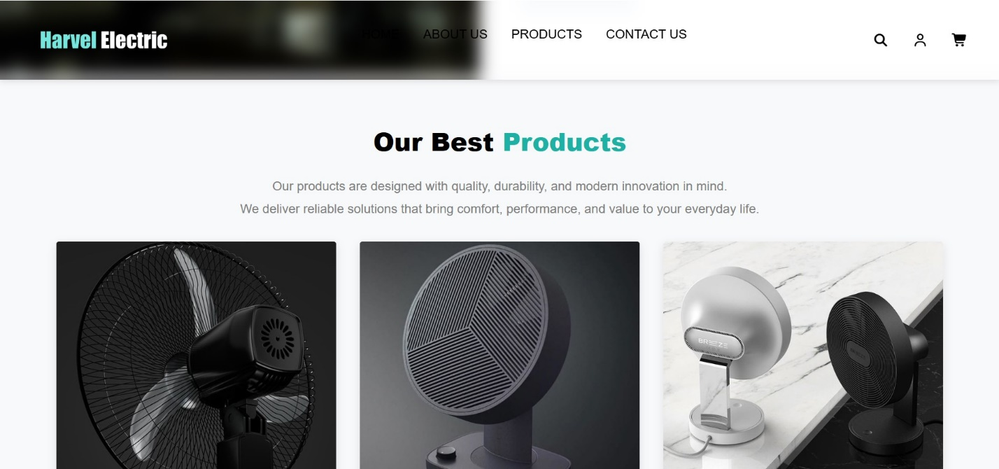 Harvel Electric
HOME ABOUT US PRODUCTS CONTACT US
Our Best Products
Our products are designed with quality, durability, and modern innovation in mind.
We deliver reliable solutions that bring comfort, performance, and value to your everyday life.
BREEZE